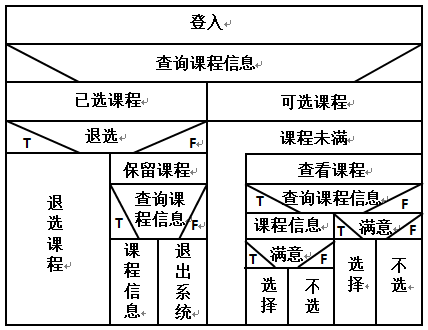 登入
查询课程信息
已选课程 可选课程
T 退选 F 课程未满
保留课程 查看课程
退选课程
T 查询课程信息 F
T 查询课程信息 F
课程信息
T 满意 F
课程信息
退出系统
T 满意 F
选择
不选
选择
不选